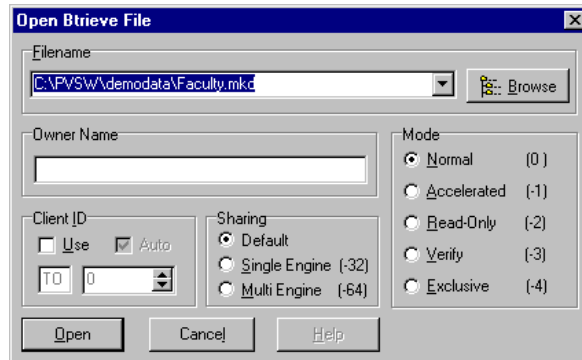 Open Btrieve File
Filename
C:\PVSW\demodata\Faculty.mkd
Browse
Owner Name
Mode
Normal (0 )
Accelerated (-1)
Read-Only (-2)
Verify (-3)
Exclusive (-4)
Client ID
Use Auto
TO 0
Sharing
Default
Single Engine (-32)
Multi Engine (-64)
Open Cancel Help